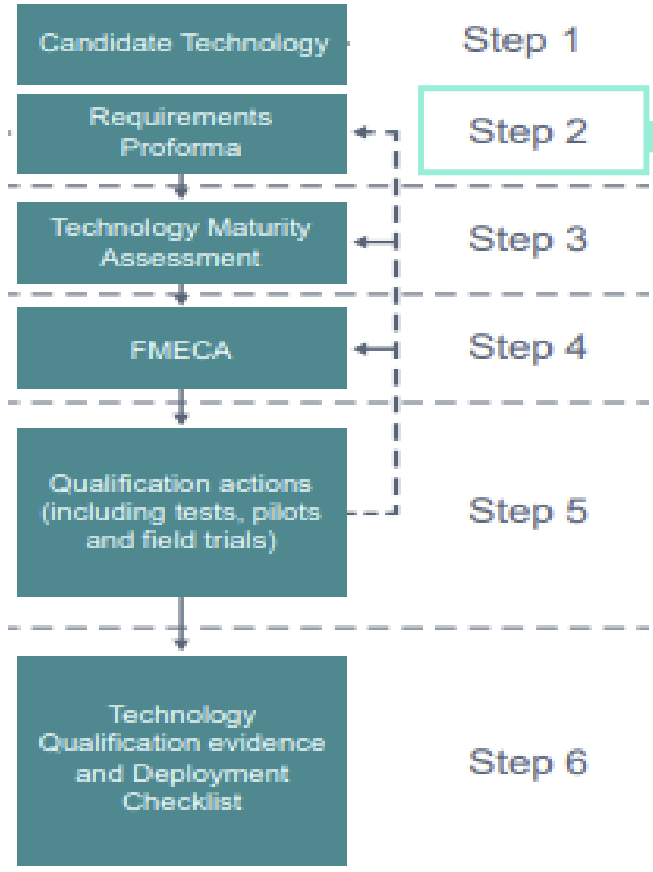 Candidate Technology
Step 1
Requirements
Proforma
Step 2
Technology Maturity
Assessment
Step 3
FMECA
Step 4
Qualification actions
(including tests, pilots
and field trials)
Step 5
Technology
Qualification evidence
and Deployment
Checklist
Step 6